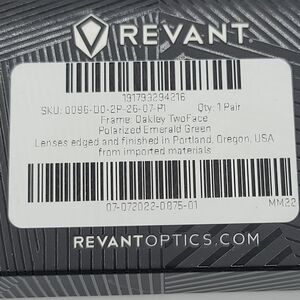 REVANT
191793294216
SKU: 0096-00-2P-26-07-P1 Qty: 1 Pair
Frame: Oakley TwoFace
Polarized Emerald Green
Lenses edged and finished in Portland, Oregon, USA
from imported materials
07-072022-0875-01
MM22
REVANTOPTICS.COM